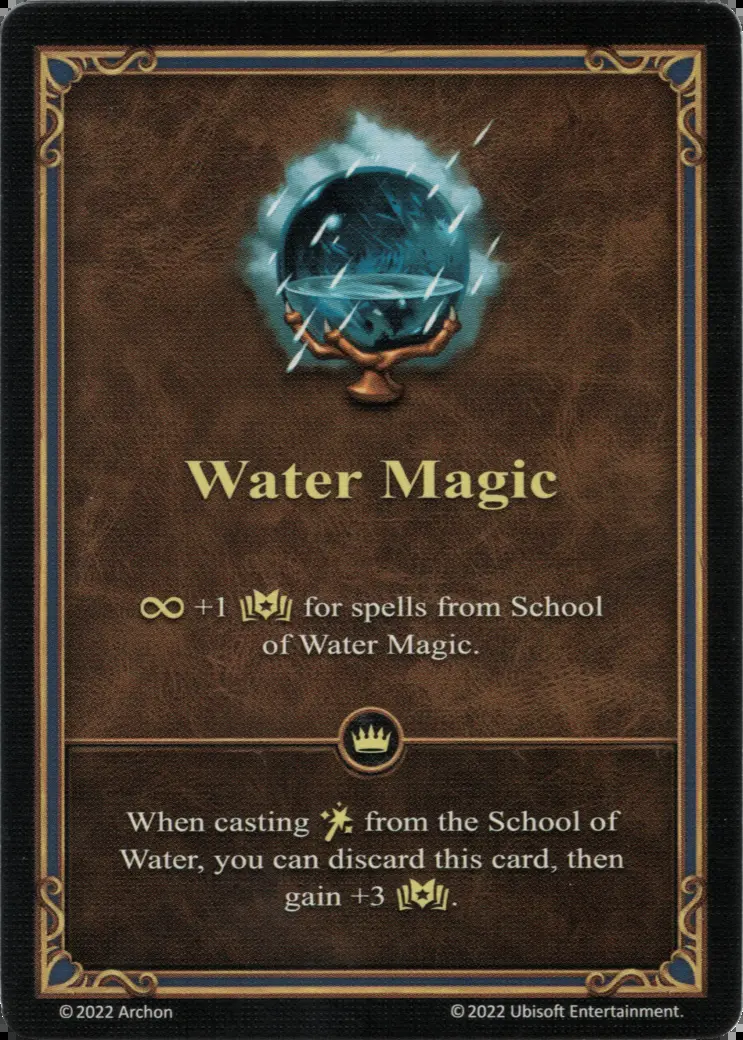 Water Magic
∞ +1 for spells from School
of Water Magic.
When casting from the School of
Water, you can discard this card, then
gain +3 .
© 2022 Archon
© 2022 Ubisoft Entertainment.